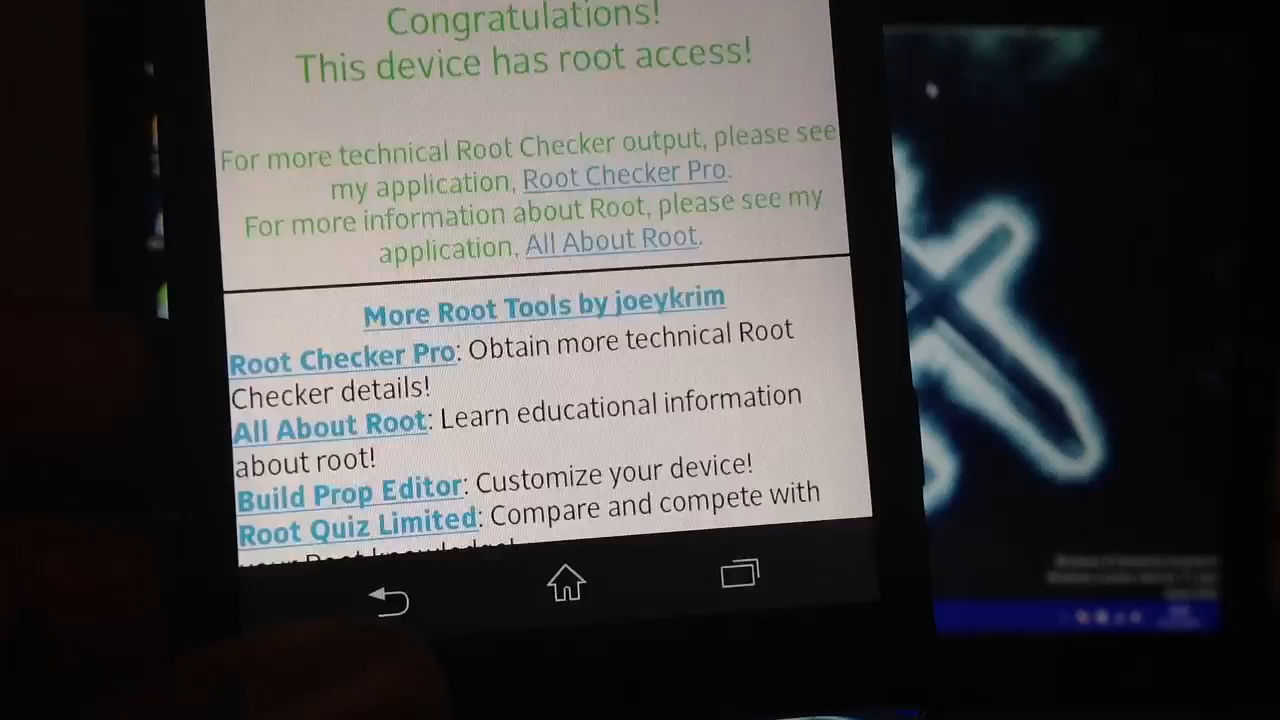 Congratulations!
This device has root access!
For more technical Root Checker output, please see
my application, Root Checker Pro.
For more information about Root, please see my
application, All About Root.
More Root Tools by joeykrim
Root Checker Pro: Obtain more technical Root
Checker details!
All About Root: Learn educational information
about root!
Build Prop Editor: Customize your device!
Root Quiz Limited: Compare and compete with